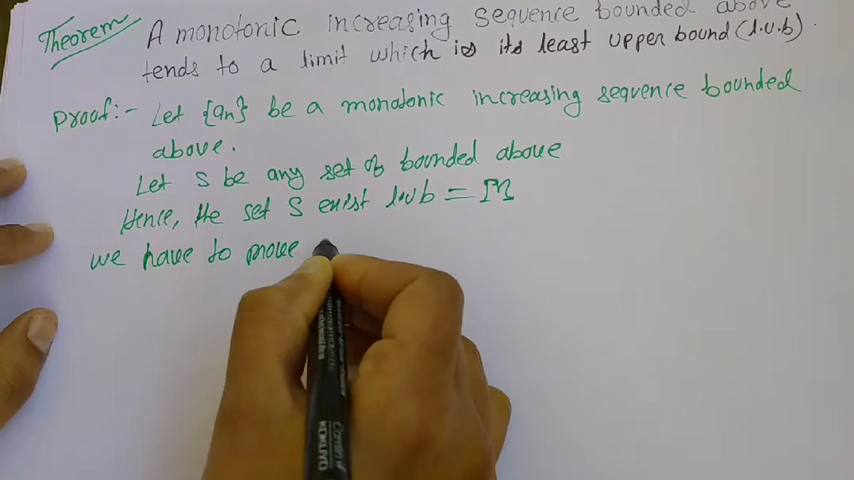 Theorem A monotonic increasing sequence bounded above
tends to a limit which is its least upper bound (l.u.b).
Proof:- Let {an} be a monotonic increasing sequence bounded
above.
Let S be any set of bounded above
Hence, the set S exist l.u.b = M
we have to prove
Camlin
KOKUYO